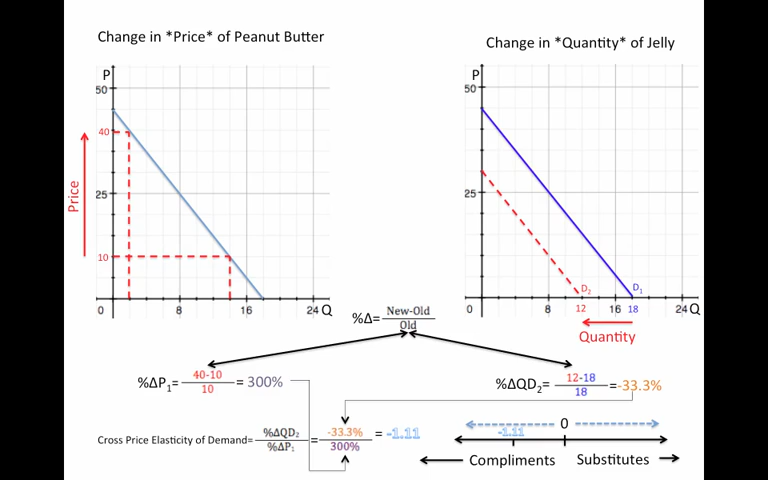 Change in *Price* of Peanut Butter
Change in *Quantity* of Jelly
P
50
40
25
10
0
8
16
24 Q
Price
P
50
25
0
8
12
16
18
24 Q
D₂
D₁
Quantity
%Δ= New-Old
Old
%ΔP₁= 40-10
10
= 300%
%ΔQD₂= 12-18
18
=-33.3%
Cross Price Elasticity of Demand= %ΔQD₂
%ΔP₁
= -33.3%
300%
= -1.11
0
-1.11
Compliments
Substitutes